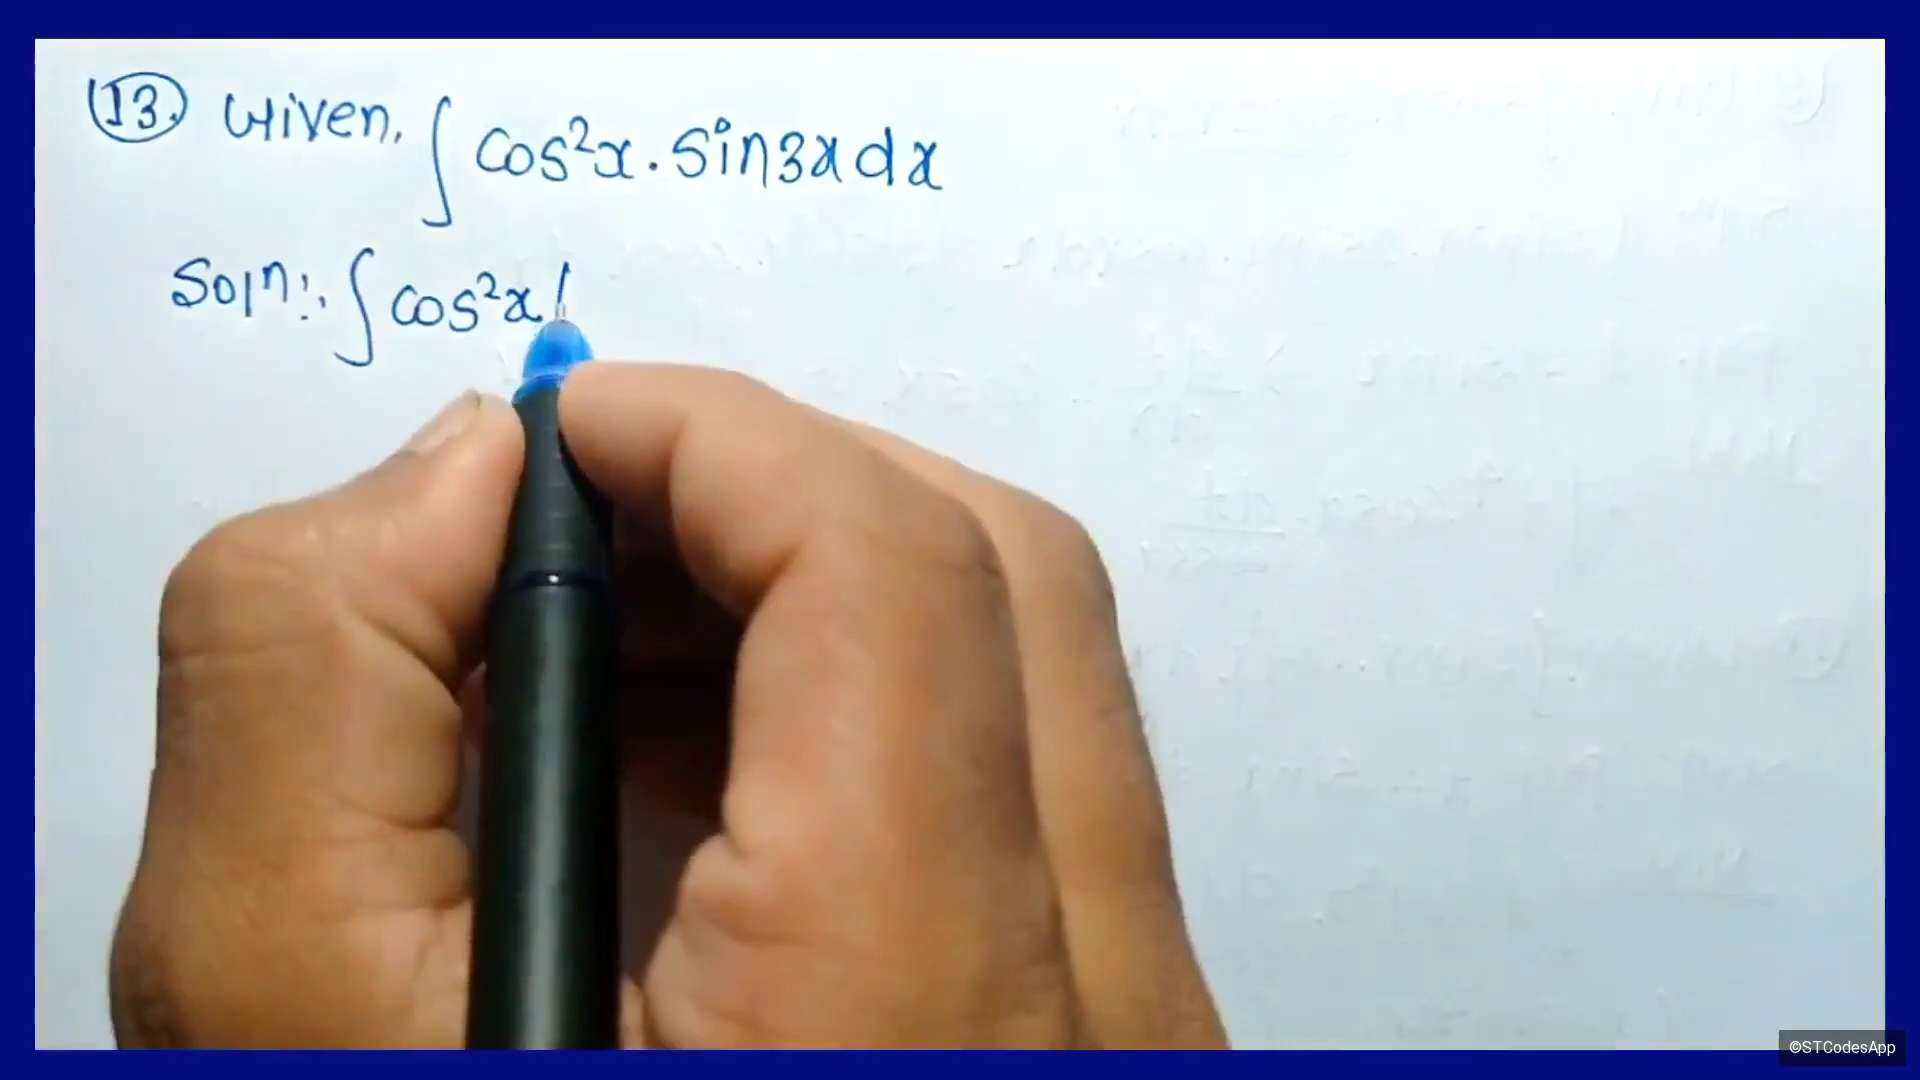 13. Given, ∫ cos²x . sin3x dx
Soln:. ∫ cos²x (
©STCodesApp